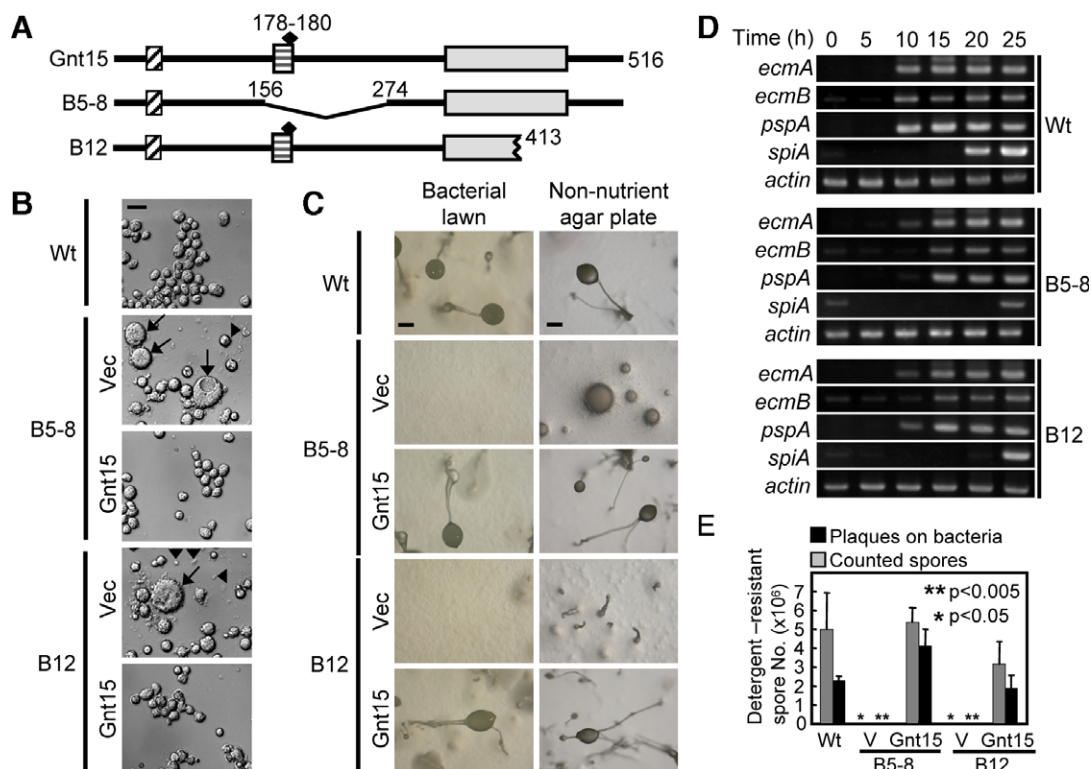 A
178-180
Gnt15
516
156
274
B5-8
B12
413
B
Wt
Vec
B5-8
Gnt15
Vec
B12
Gnt15
C
Bacterial lawn
Non-nutrient agar plate
Wt
Vec
B5-8
Gnt15
Vec
B12
Gnt15
D
Time (h) 0 5 10 15 20 25
ecmA
ecmB
pspA
spiA
actin
Wt
ecmA
ecmB
pspA
spiA
actin
B5-8
ecmA
ecmB
pspA
spiA
actin
B12
E
Plaques on bacteria
Counted spores
Detergent –resistant
spore No. (x10⁶)
7
6
5
4
3
2
1
0
** p<0.005
* p<0.05
* ** * **
Wt V Gnt15 V Gnt15
B5-8 B12